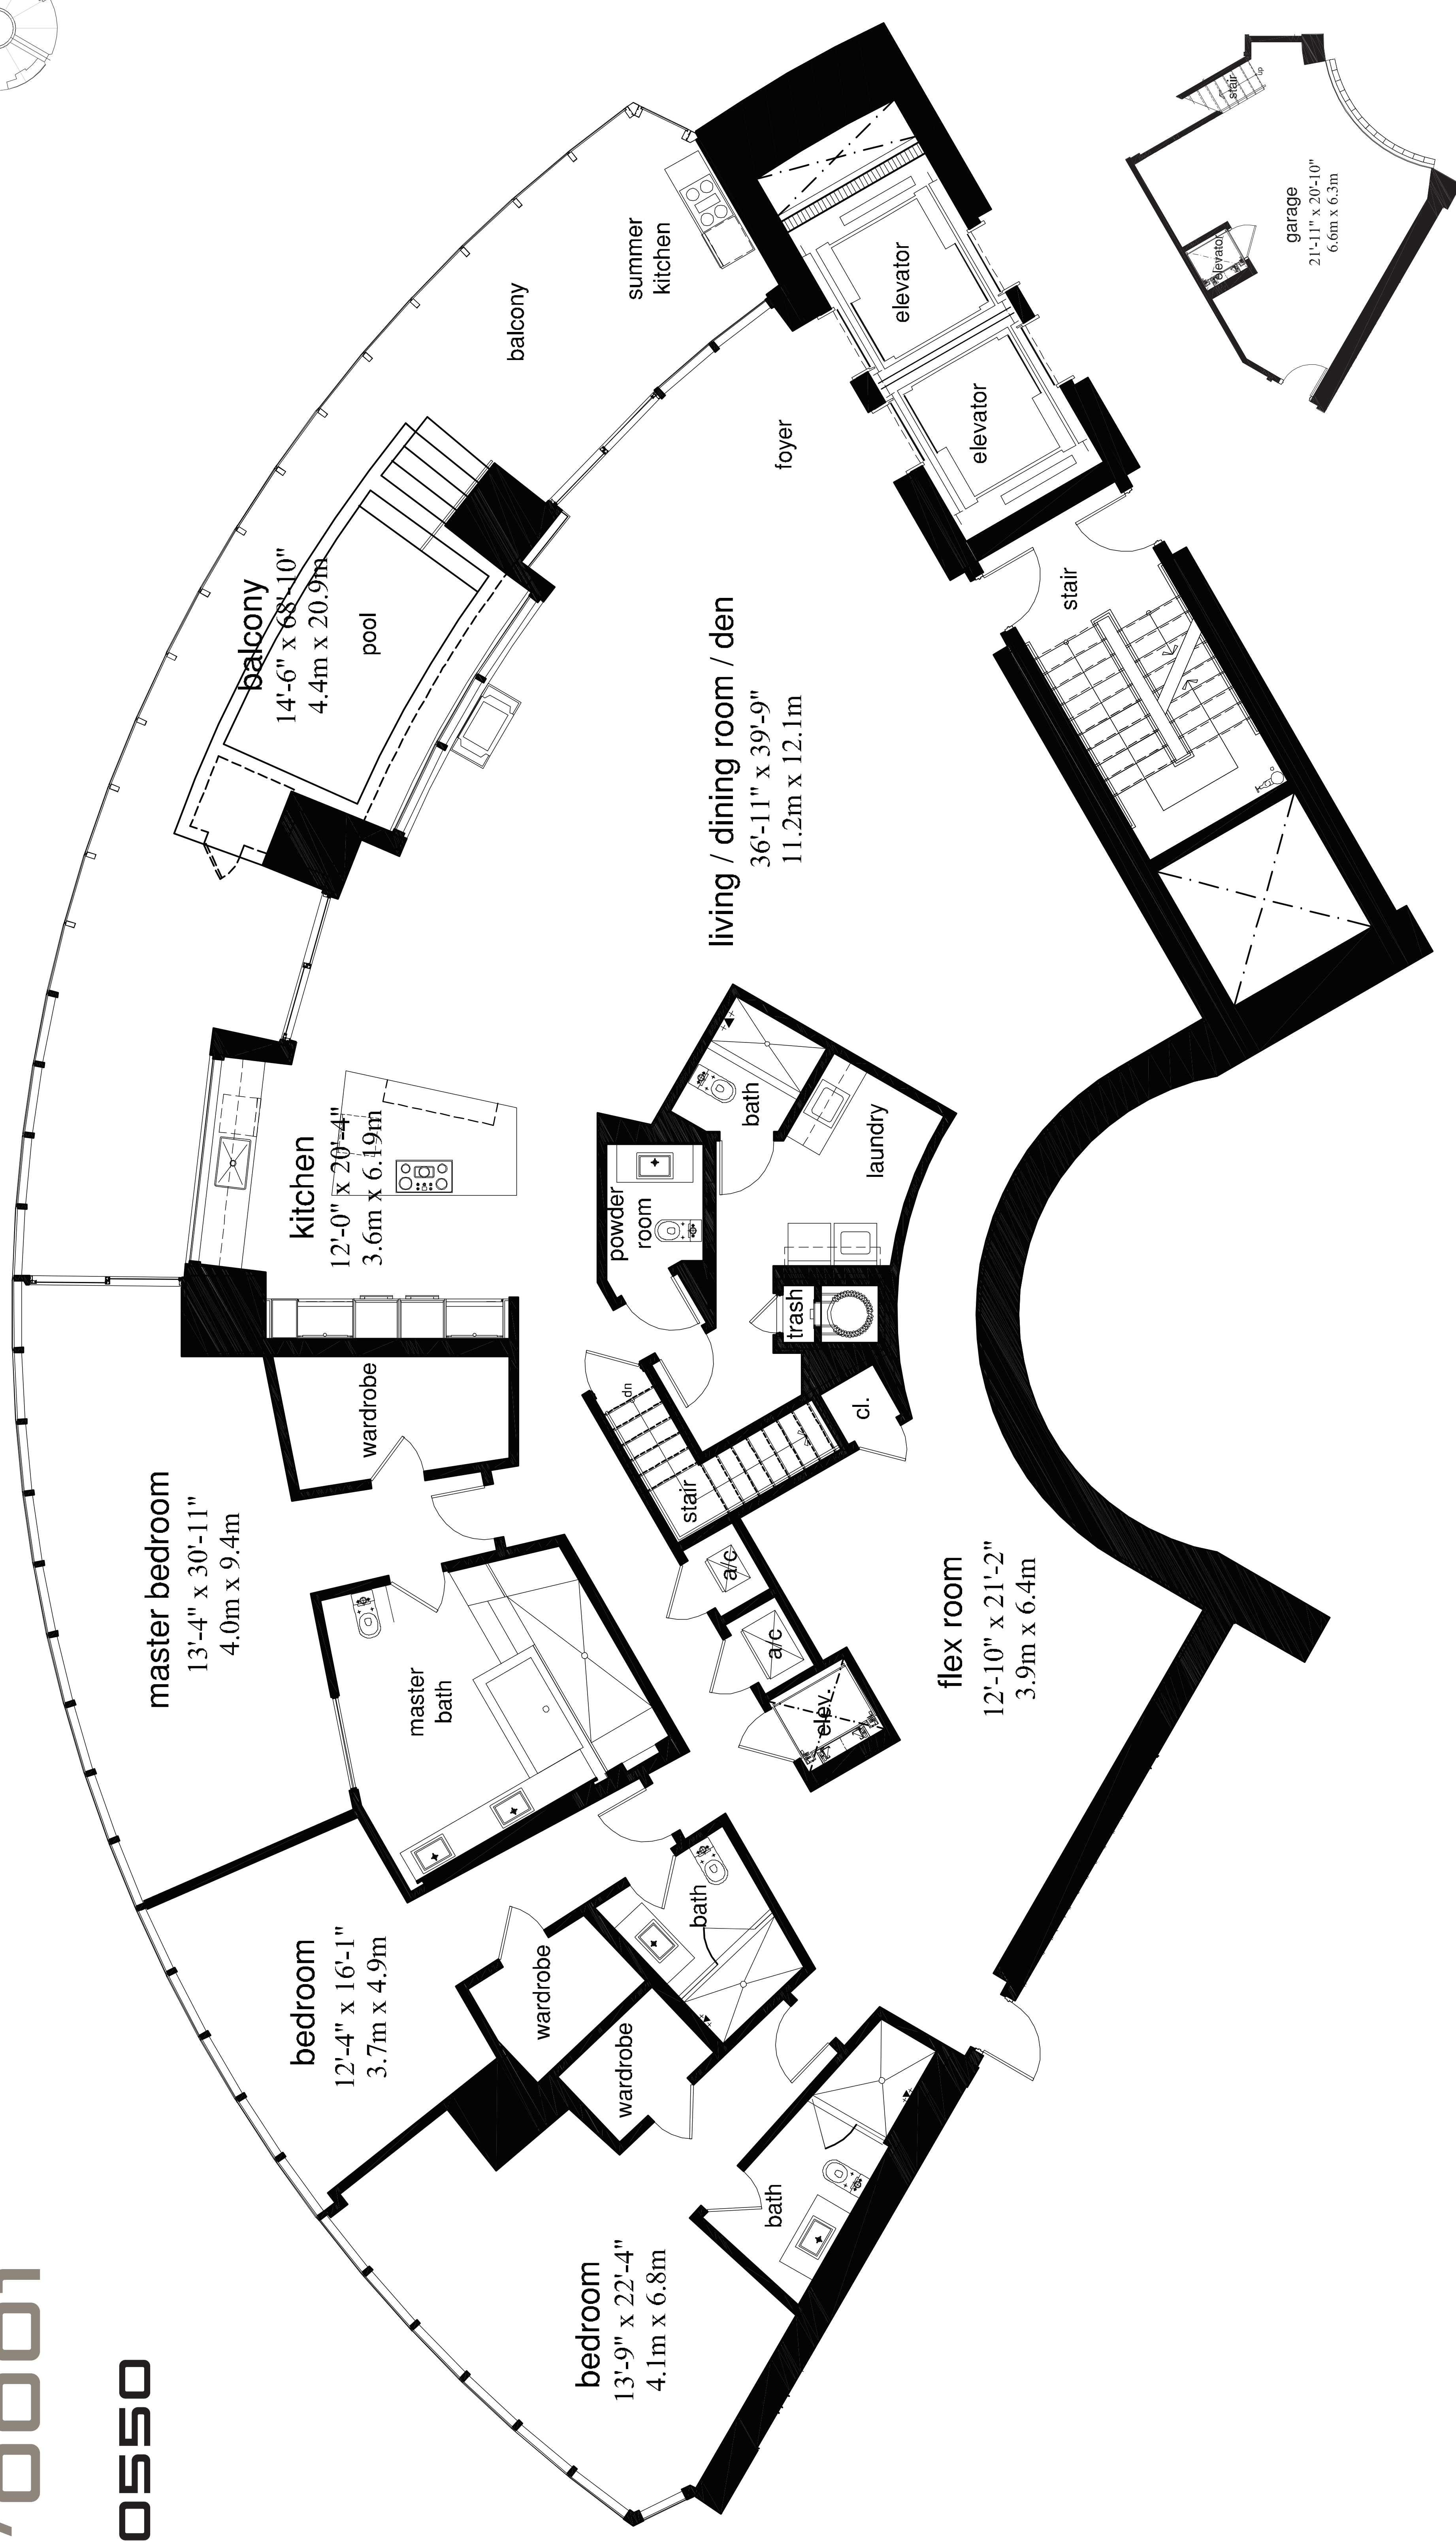 balcony
14'-6" x 68'-10"
4.4m x 20.9m
pool
balcony
summer
kitchen
foyer
elevator
elevator
stair
living / dining room / den
36'-11" x 39'-9"
11.2m x 12.1m
kitchen
12'-0" x 20'-4"
3.6m x 6.19m
powder
room
bath
laundry
trash
cl.
dn
stair
a/c
a/c
elev.
wardrobe
master bedroom
13'-4" x 30'-11"
4.0m x 9.4m
master
bath
flex room
12'-10" x 21'-2"
3.9m x 6.4m
bedroom
12'-4" x 16'-1"
3.7m x 4.9m
wardrobe
wardrobe
bath
bedroom
13'-9" x 22'-4"
4.1m x 6.8m
bath
garage
21'-11" x 20'-10"
6.6m x 6.3m
elevator
stair
up
0550